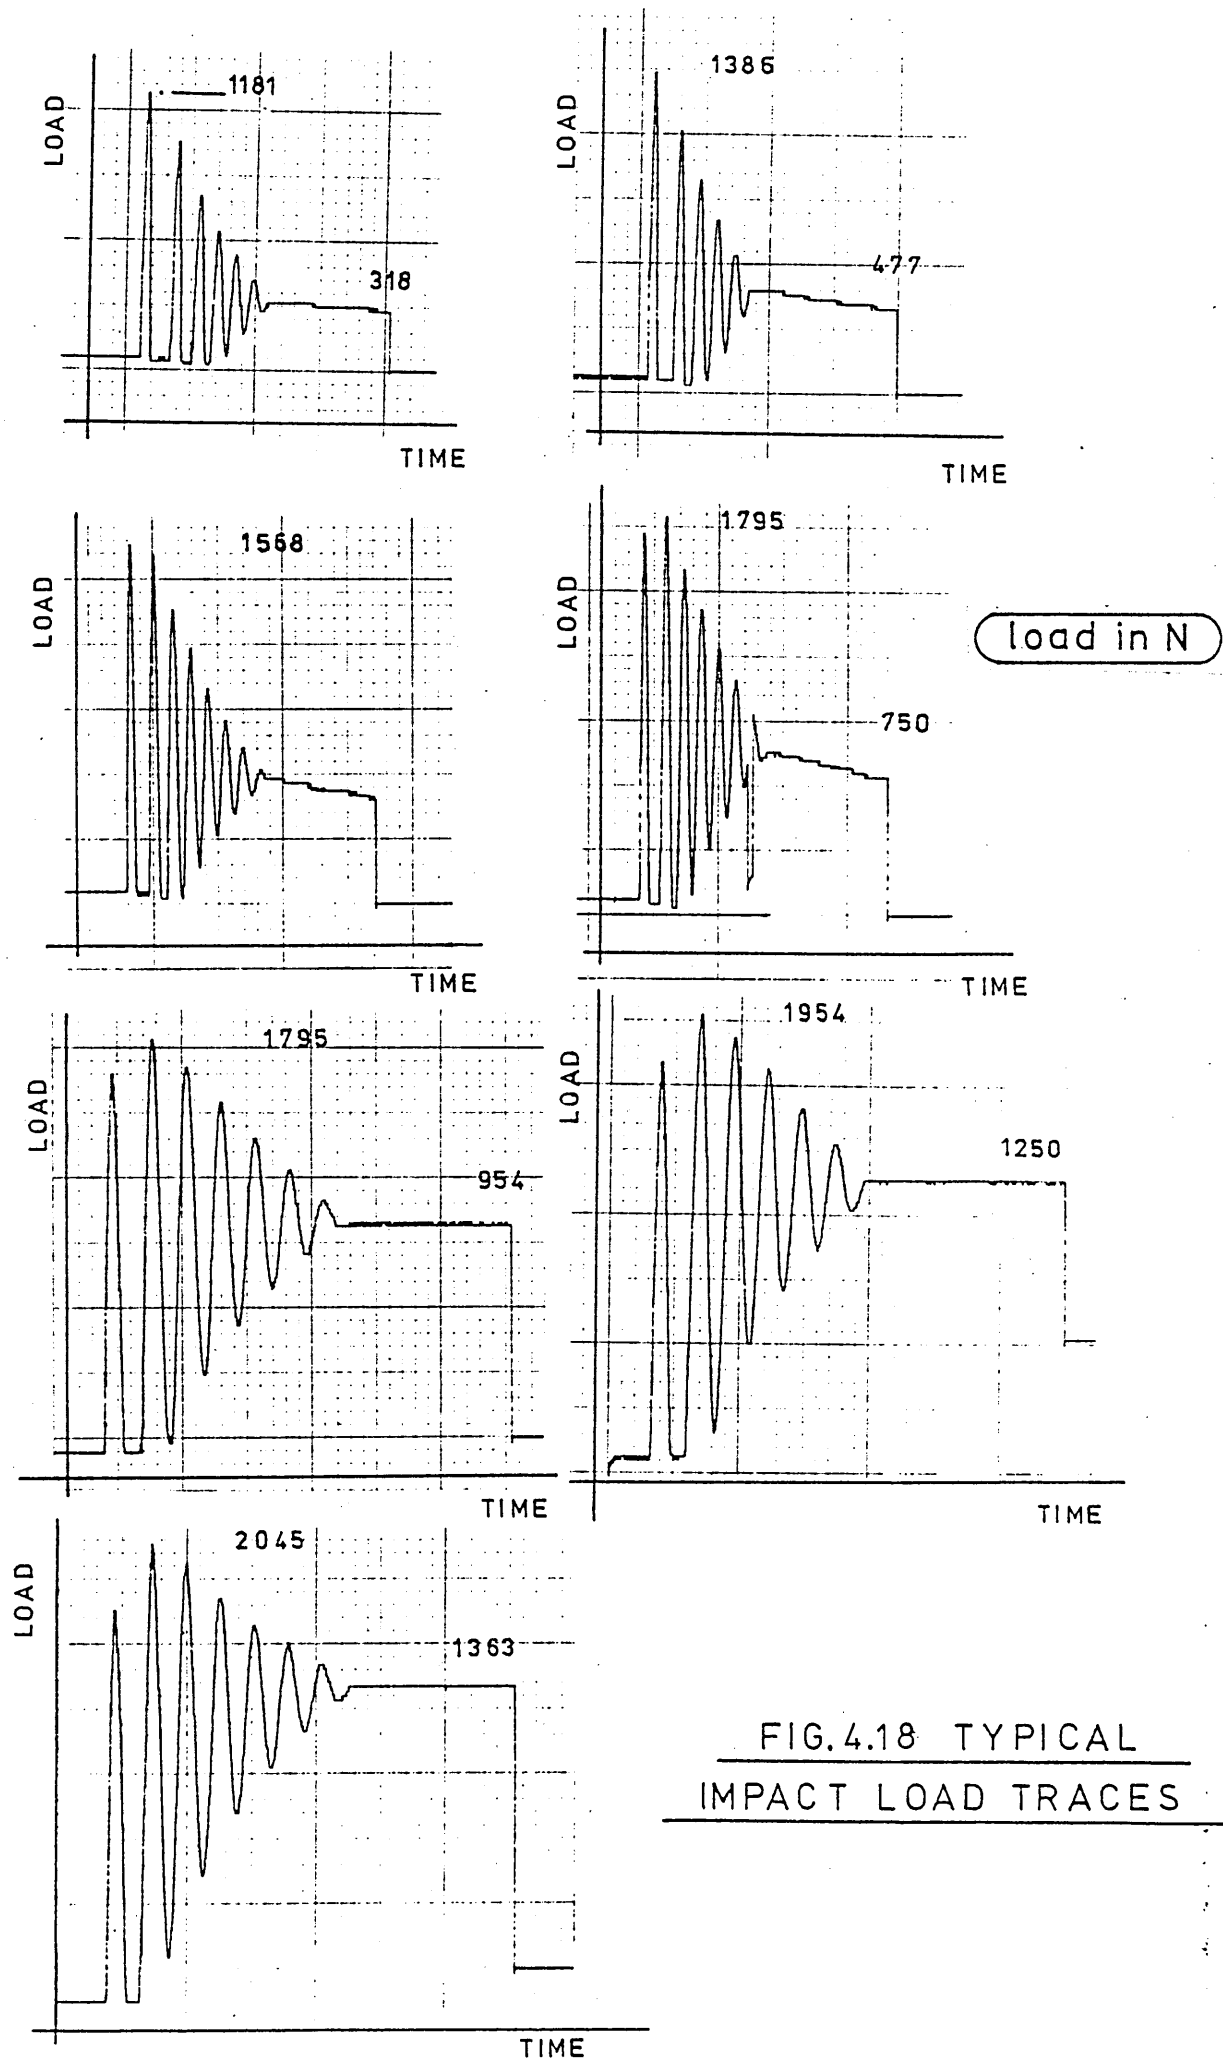 LOAD
1181
318
TIME
LOAD
1386
477
TIME
LOAD
1568
TIME
LOAD
1795
750
TIME
load in N
LOAD
1795
954
TIME
LOAD
1954
1250
TIME
LOAD
2045
1363
TIME
FIG. 4.18 TYPICAL
IMPACT LOAD TRACES